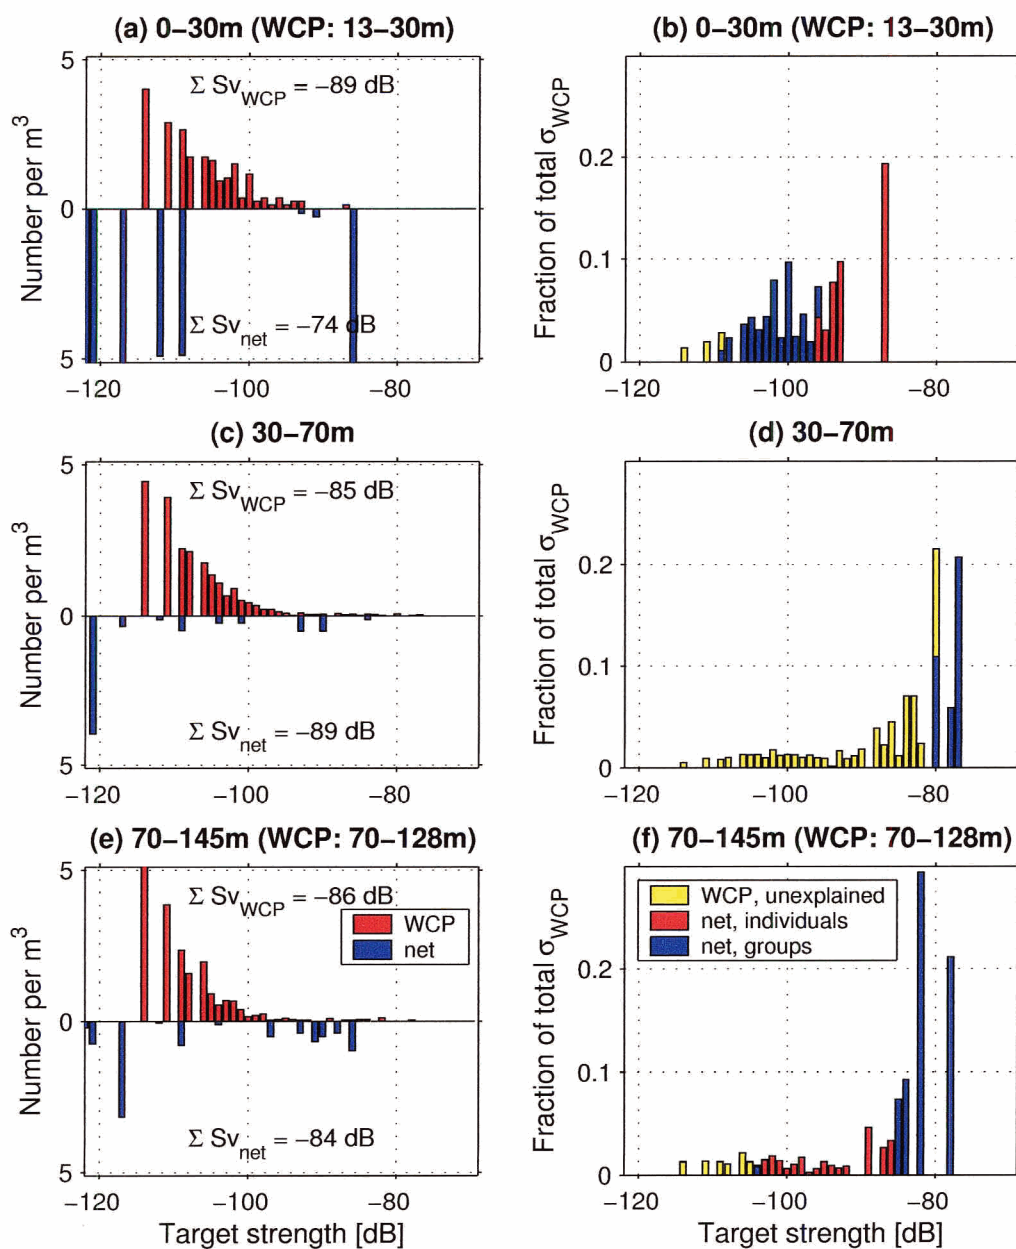 (a) 0−30m (WCP: 13−30m)
(b) 0−30m (WCP: 13−30m)
5
Σ Sv_WCP = −89 dB
0
Σ Sv_net = −74 dB
5
Number per m³
−120
−100
−80
0.2
0.1
0
Fraction of total σ_WCP
−120
−100
−80
(c) 30−70m
(d) 30−70m
5
Σ Sv_WCP = −85 dB
0
Σ Sv_net = −89 dB
5
Number per m³
−120
−100
−80
0.2
0.1
0
Fraction of total σ_WCP
−120
−100
−80
(e) 70−145m (WCP: 70−128m)
(f) 70−145m (WCP: 70−128m)
5
Σ Sv_WCP = −86 dB
WCP
net
0
Σ Sv_net = −84 dB
5
Number per m³
−120
−100
−80
Target strength [dB]
WCP, unexplained
net, individuals
net, groups
0.2
0.1
0
Fraction of total σ_WCP
−120
−100
−80
Target strength [dB]